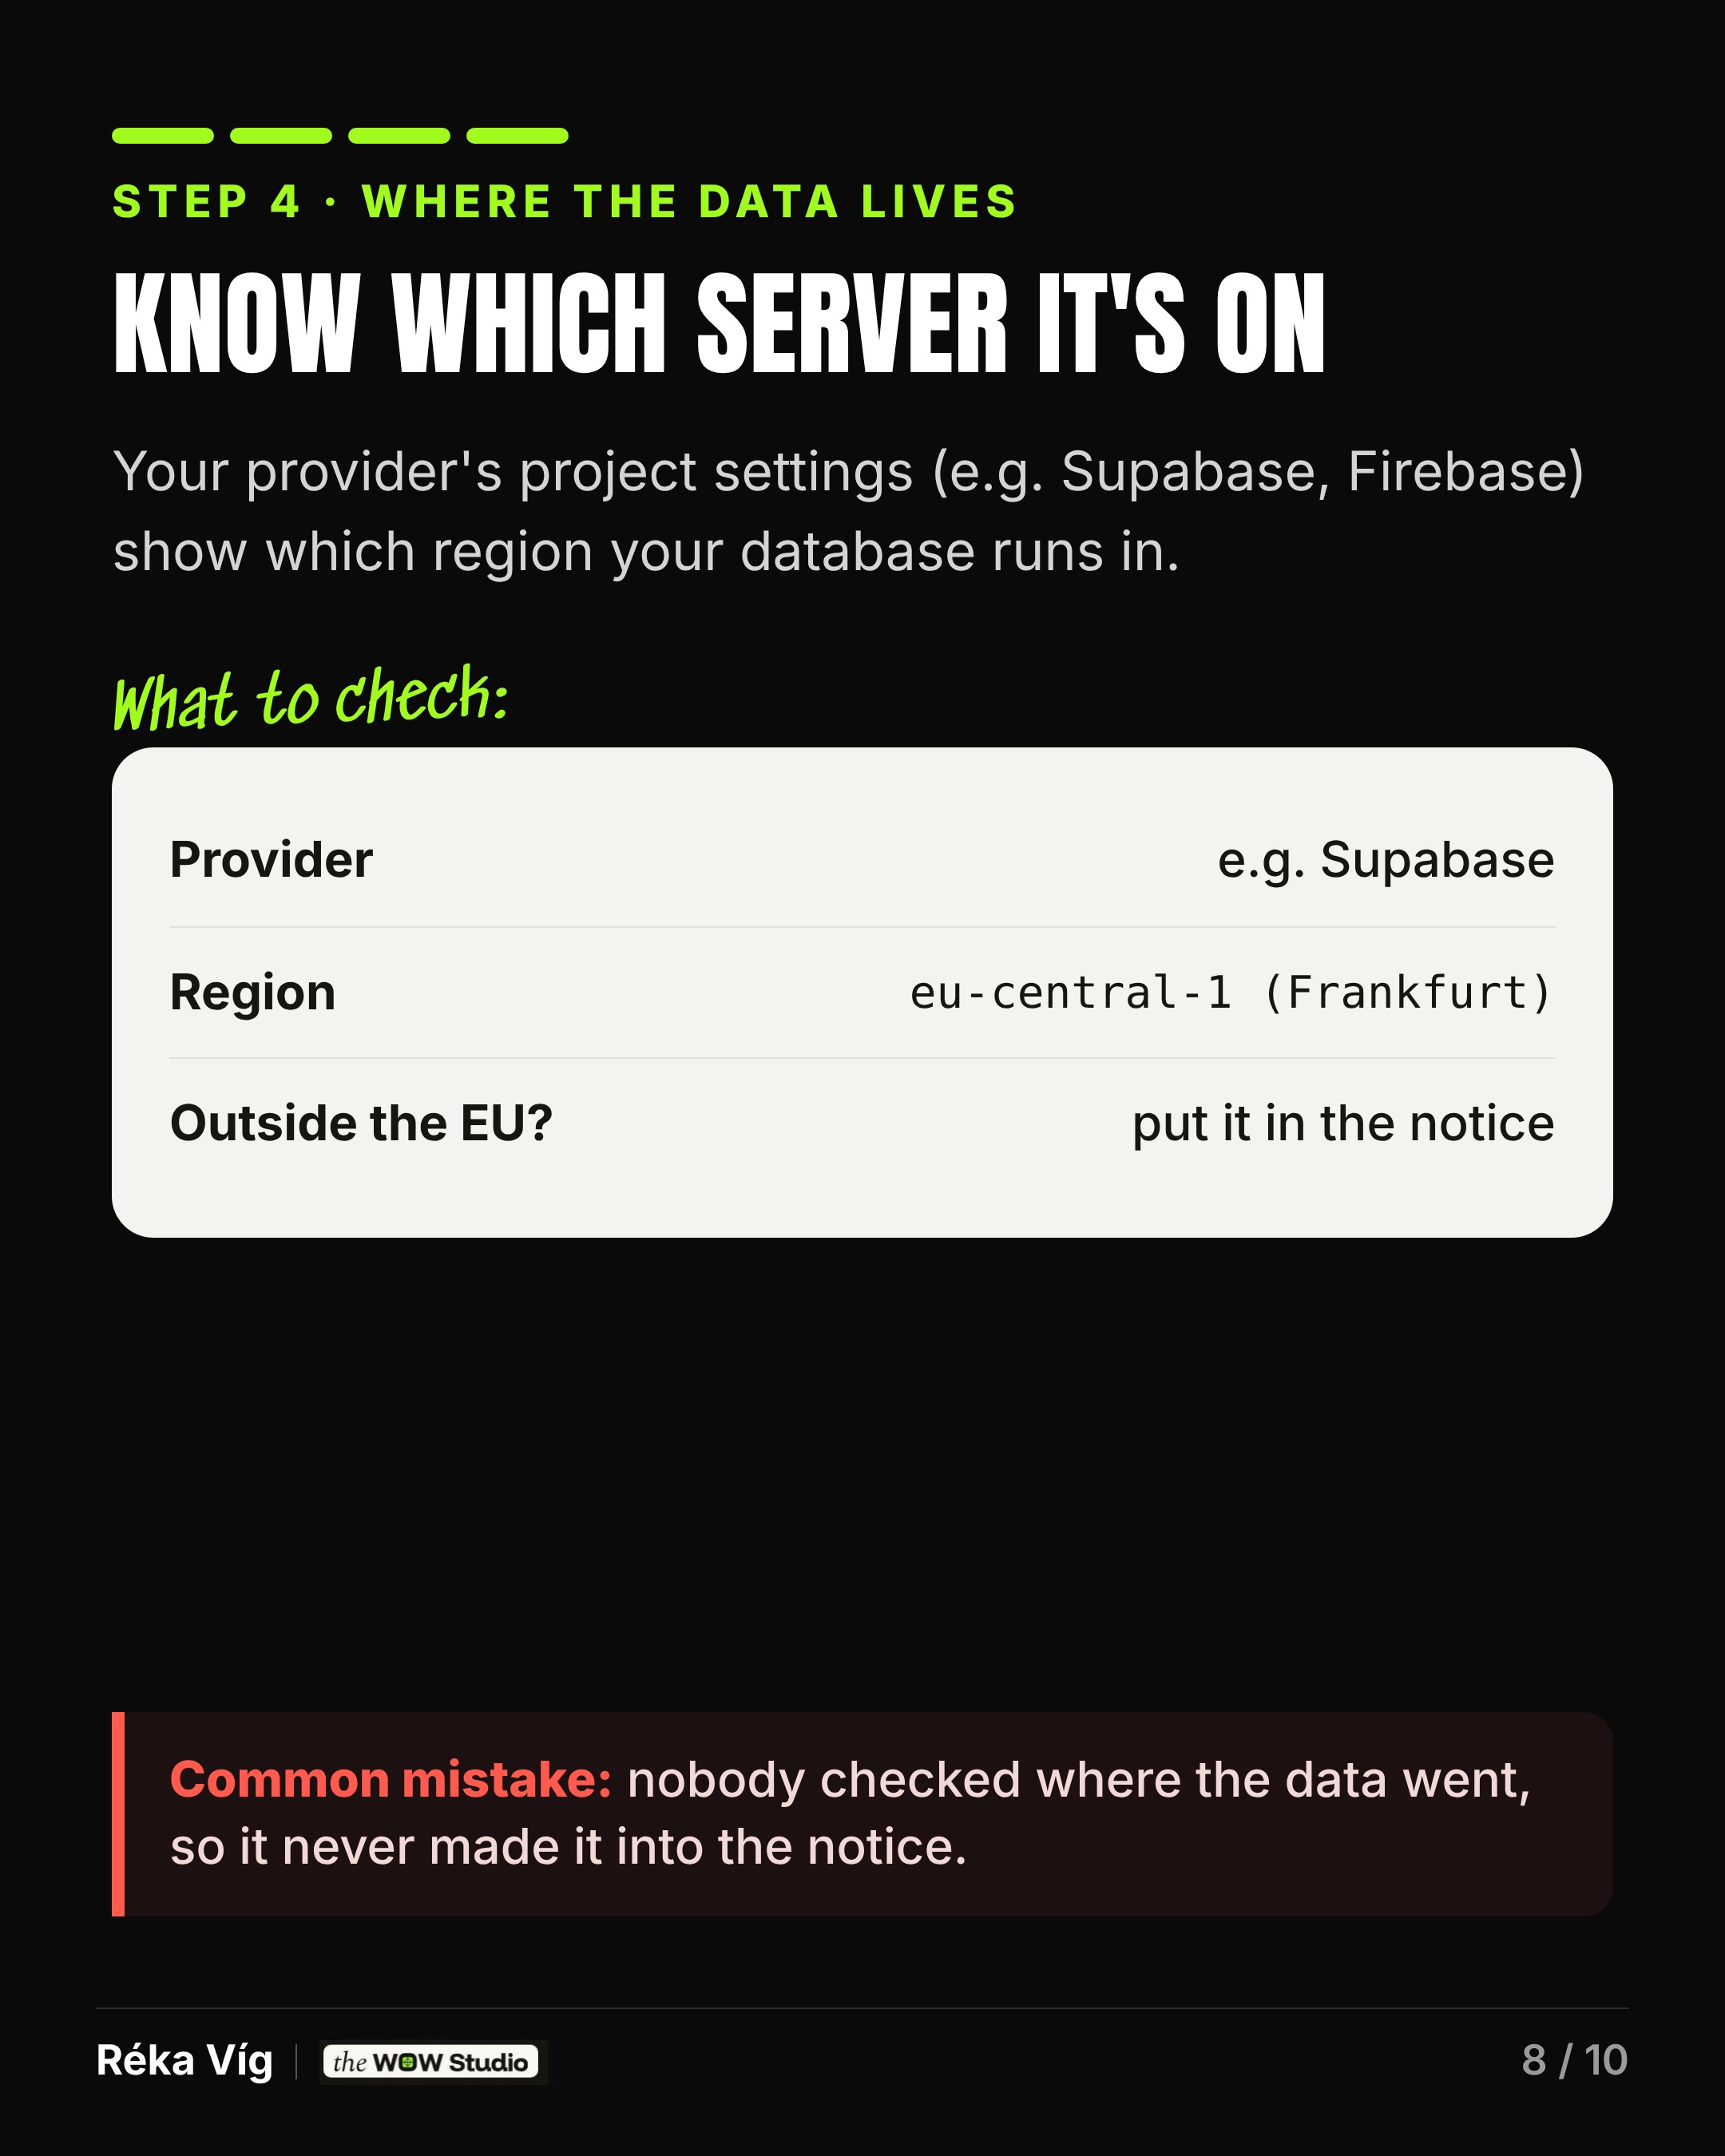 STEP 4 · WHERE THE DATA LIVES
KNOW WHICH SERVER IT'S ON
Your provider's project settings (e.g. Supabase, Firebase)
show which region your database runs in.
What to check:
Provider e.g. Supabase
Region eu-central-1 (Frankfurt)
Outside the EU? put it in the notice
Common mistake: nobody checked where the data went,
so it never made it into the notice.
Réka Víg the WOW Studio 8 / 10